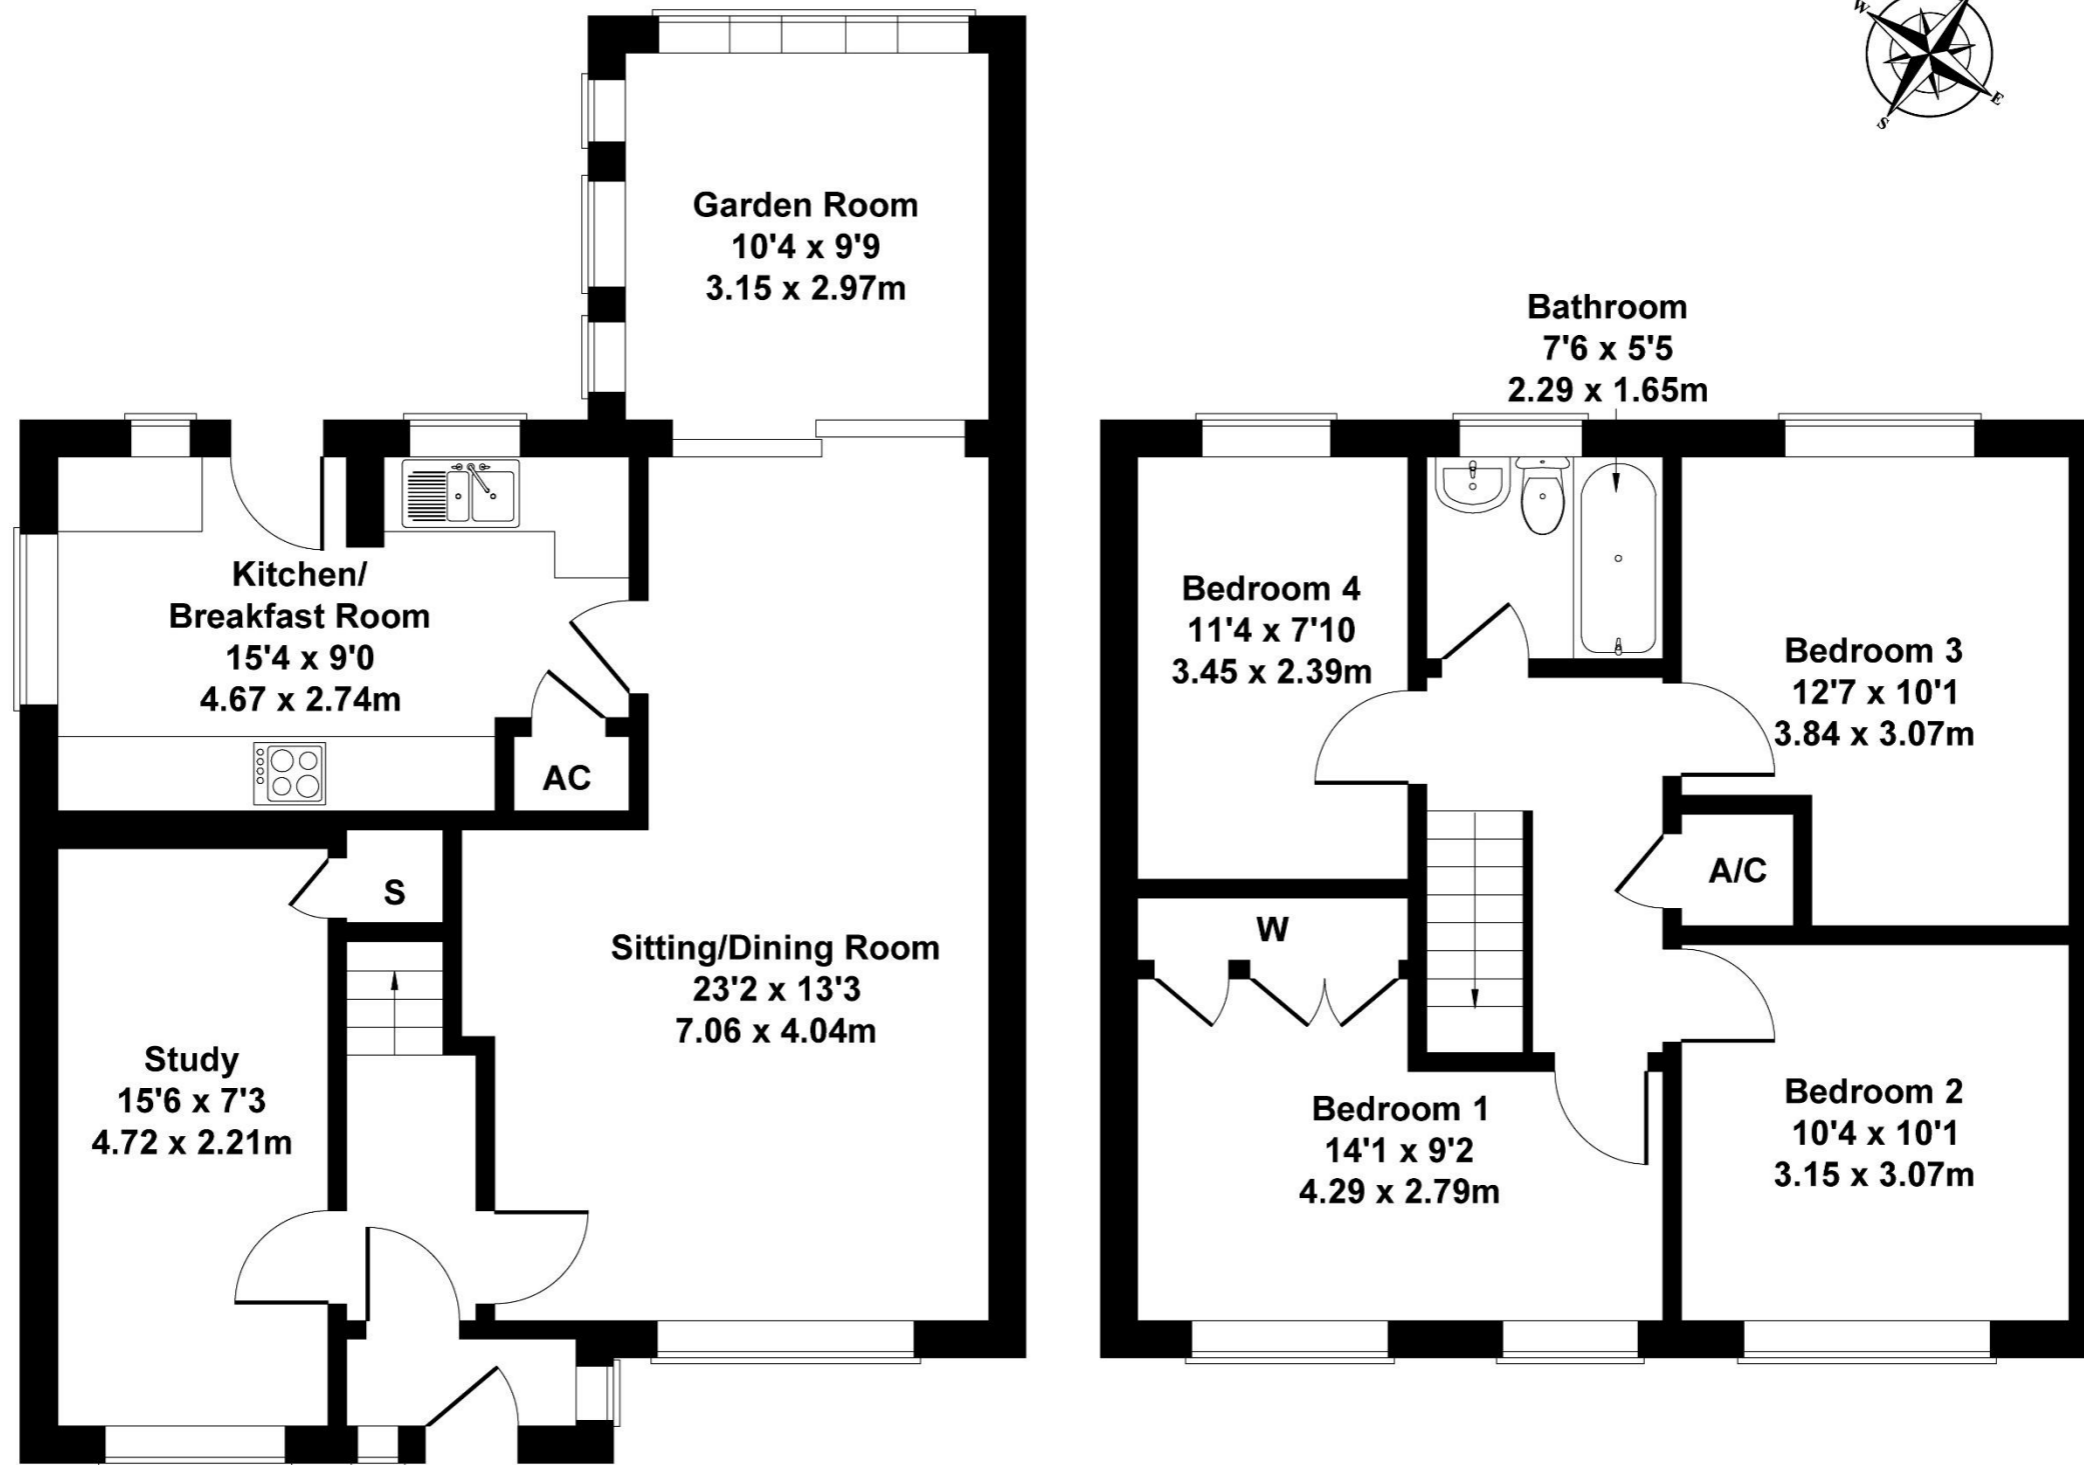 W
E
S
Garden Room
10'4 x 9'9
3.15 x 2.97m
Bathroom
7'6 x 5'5
2.29 x 1.65m
Kitchen/
Breakfast Room
15'4 x 9'0
4.67 x 2.74m
AC
S
Sitting/Dining Room
23'2 x 13'3
7.06 x 4.04m
Study
15'6 x 7'3
4.72 x 2.21m
Bedroom 4
11'4 x 7'10
3.45 x 2.39m
Bedroom 3
12'7 x 10'1
3.84 x 3.07m
A/C
W
Bedroom 1
14'1 x 9'2
4.29 x 2.79m
Bedroom 2
10'4 x 10'1
3.15 x 3.07m